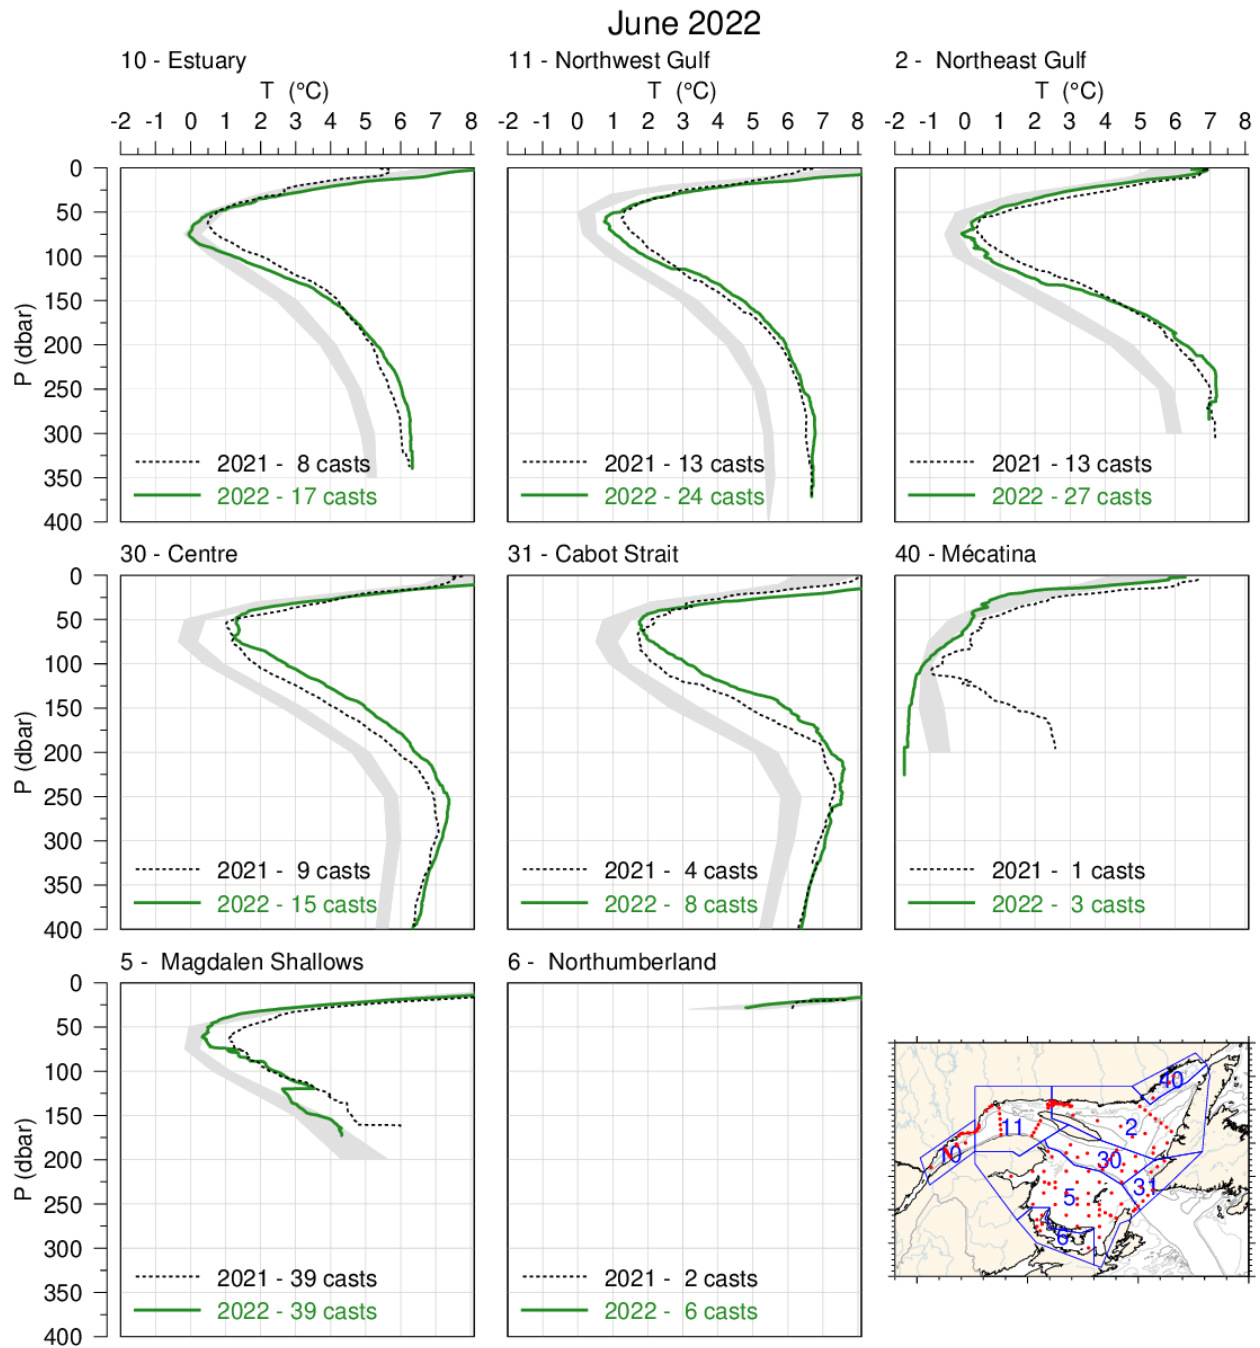 June 2022
10 - Estuary
11 - Northwest Gulf
2 - Northeast Gulf
T (°C)
T (°C)
T (°C)
-2 -1 0 1 2 3 4 5 6 7 8
-2 -1 0 1 2 3 4 5 6 7 8
-2 -1 0 1 2 3 4 5 6 7 8
0
50
100
150
200
250
300
350
400
P (dbar)
2021 - 8 casts
2022 - 17 casts
2021 - 13 casts
2022 - 24 casts
2021 - 13 casts
2022 - 27 casts
30 - Centre
31 - Cabot Strait
40 - Mécatina
0
50
100
150
200
250
300
350
400
P (dbar)
2021 - 9 casts
2022 - 15 casts
2021 - 4 casts
2022 - 8 casts
2021 - 1 casts
2022 - 3 casts
5 - Magdalen Shallows
6 - Northumberland
0
50
100
150
200
250
300
350
400
P (dbar)
2021 - 39 casts
2022 - 39 casts
2021 - 2 casts
2022 - 6 casts
40
11
2
10
30
31
5
6